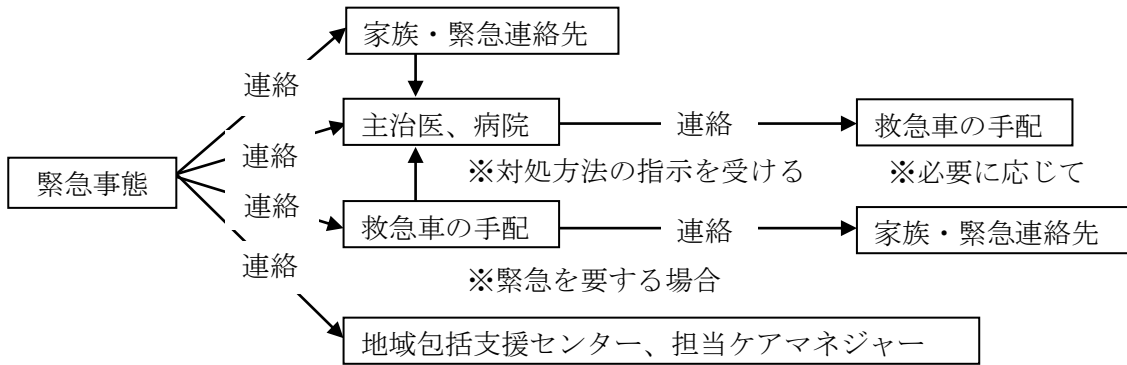 家族・緊急連絡先
連絡
主治医、病院
連絡
救急車の手配
連絡
※対処方法の指示を受ける
※必要に応じて
緊急事態
連絡
救急車の手配
連絡
家族・緊急連絡先
連絡
※緊急を要する場合
地域包括支援センター、担当ケアマネジャー